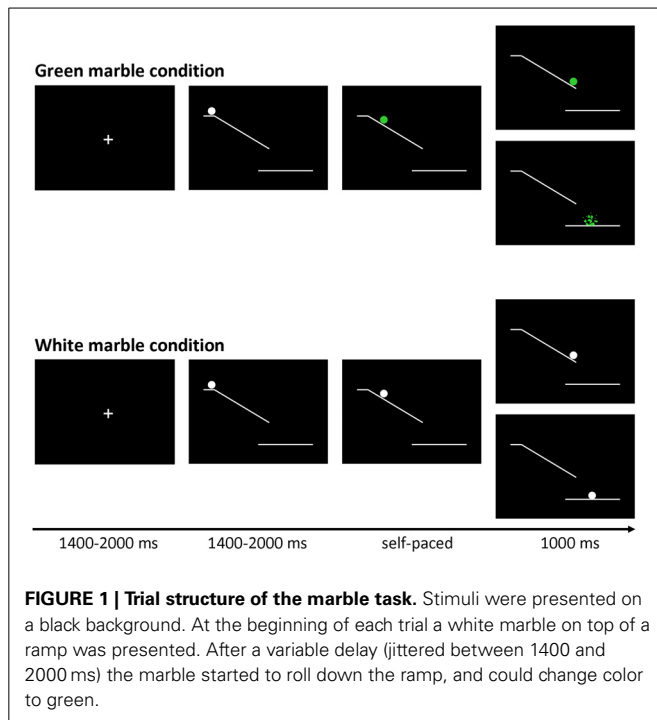 Green marble condition
White marble condition
1400-2000 ms 1400-2000 ms self-paced 1000 ms
FIGURE 1 | Trial structure of the marble task. Stimuli were presented on
a black background. At the beginning of each trial a white marble on top of a
ramp was presented. After a variable delay (jittered between 1400 and
2000 ms) the marble started to roll down the ramp, and could change color
to green.